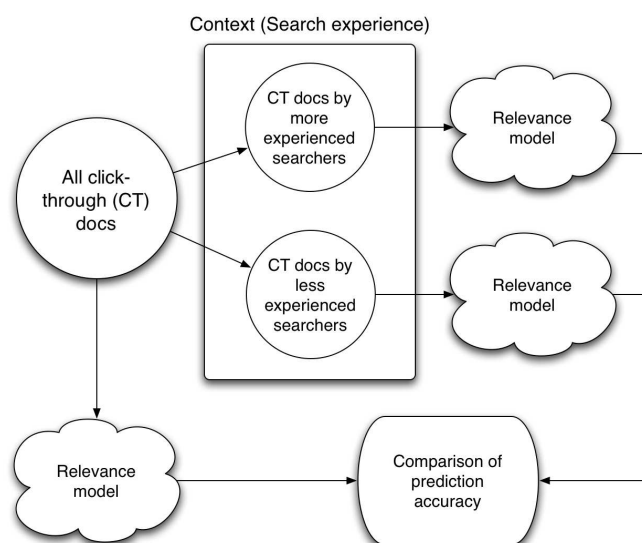 Context (Search experience)
CT docs by
more
experienced
searchers
Relevance
model
All click-
through (CT)
docs
CT docs by
less
experienced
searchers
Relevance
model
Relevance
model
Comparison of
prediction
accuracy